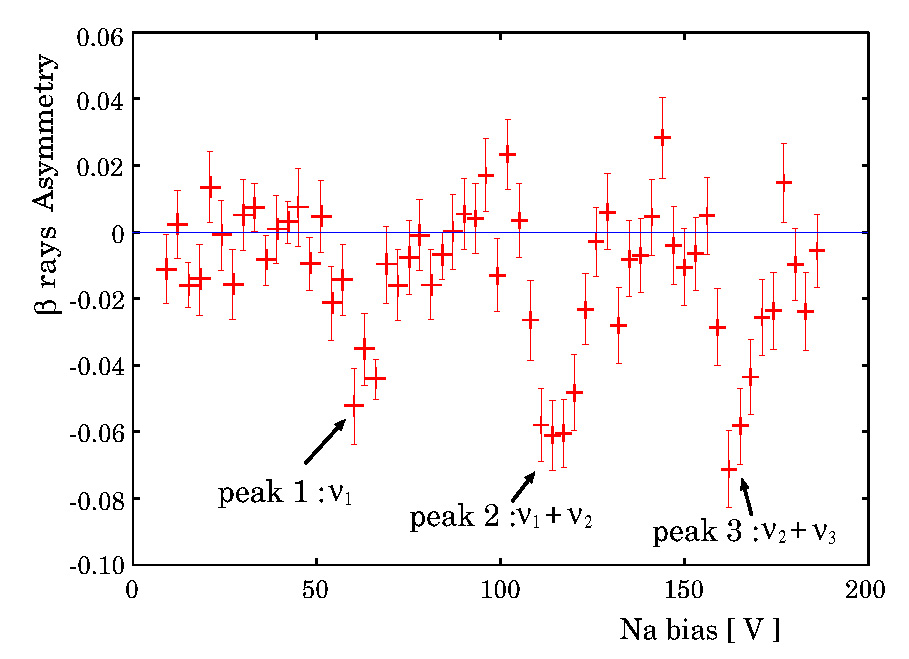 β rays Asymmetry
0.06
0.04
0.02
0
-0.02
-0.04
-0.06
-0.08
-0.10
peak 1 :ν₁
peak 2 :ν₁+ν₂
peak 3 :ν₂+ν₃
0 50 100 150 200
Na bias [ V ]